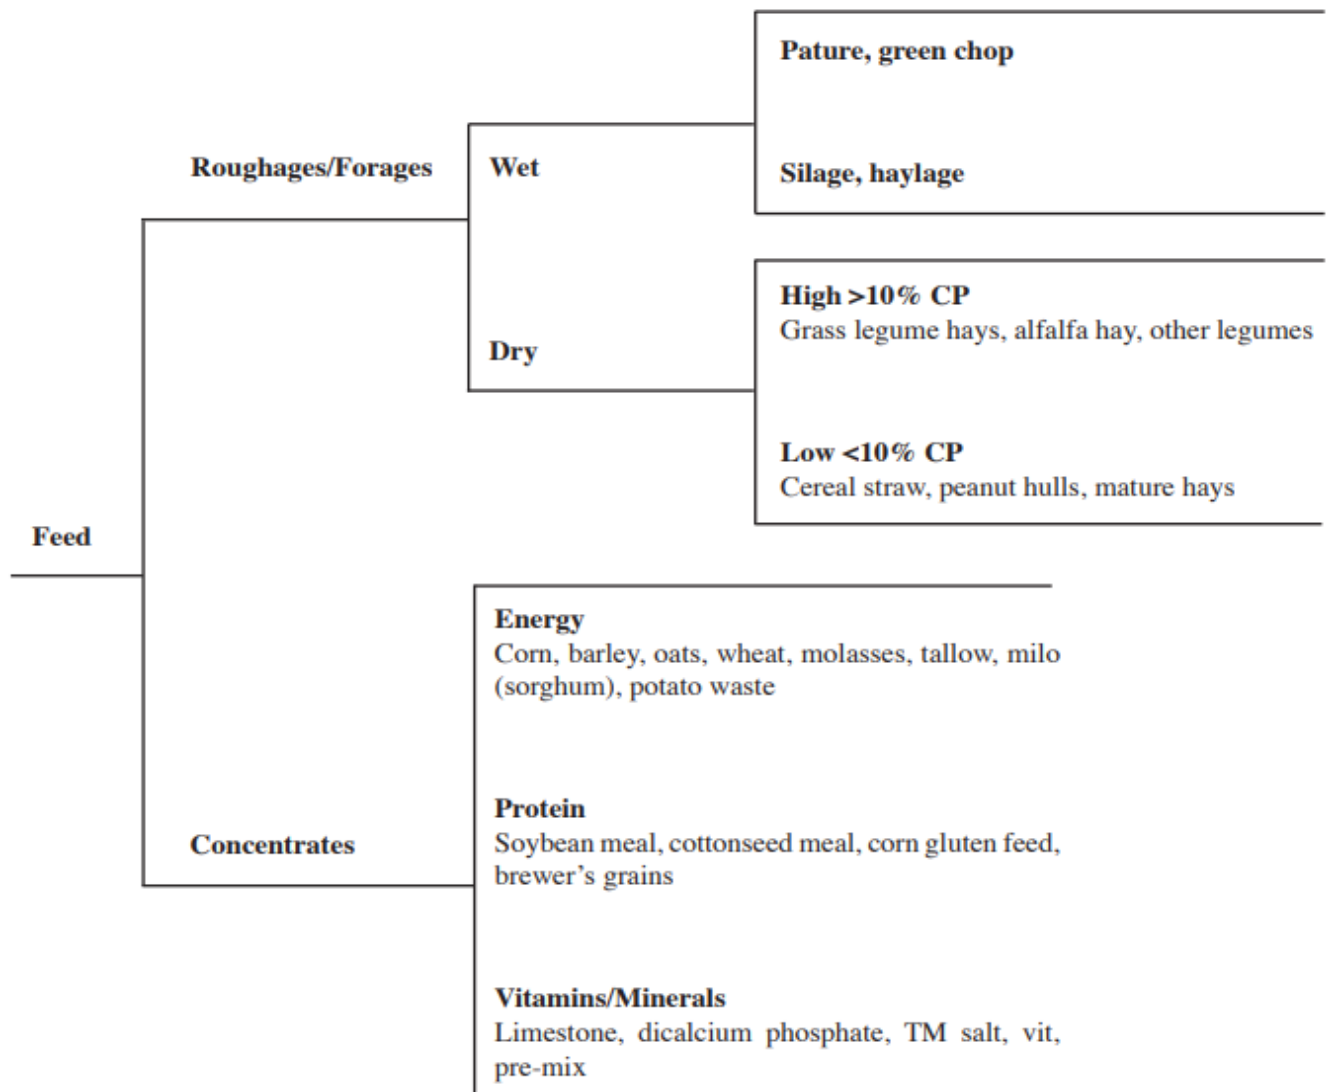 Pature, green chop
Roughages/Forages
Wet
Silage, haylage
High >10% CP
Grass legume hays, alfalfa hay, other legumes
Dry
Low <10% CP
Cereal straw, peanut hulls, mature hays
Feed
Energy
Corn, barley, oats, wheat, molasses, tallow, milo
(sorghum), potato waste
Protein
Soybean meal, cottonseed meal, corn gluten feed,
brewer’s grains
Concentrates
Vitamins/Minerals
Limestone, dicalcium phosphate, TM salt, vit,
pre-mix